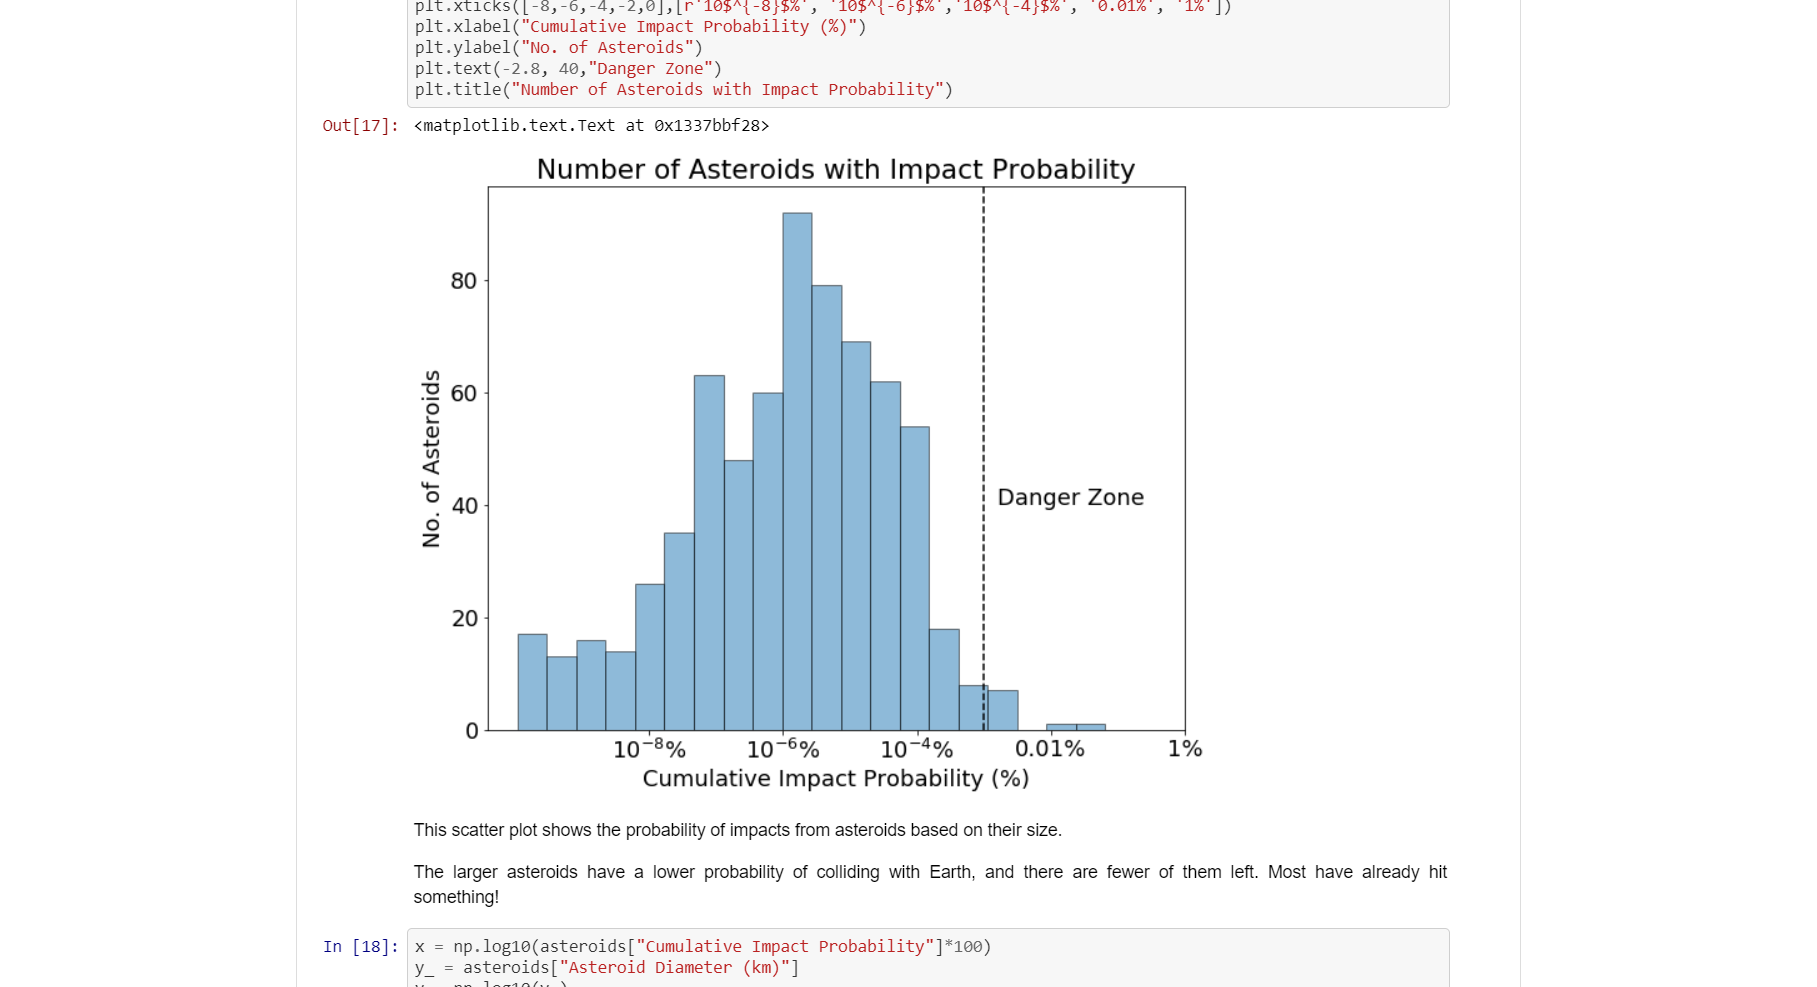 plt.xticks([-8,-6,-4,-2,0],[r'10$^{-8}$%', '10$^{-6}$%','10$^{-4}$%', '0.01%', '1%'])
plt.xlabel("Cumulative Impact Probability (%)")
plt.ylabel("No. of Asteroids")
plt.text(-2.8, 40,"Danger Zone")
plt.title("Number of Asteroids with Impact Probability")
Out[17]: <matplotlib.text.Text at 0x1337bbf28>
Number of Asteroids with Impact Probability
No. of Asteroids
80
60
40
20
0
Danger Zone
10⁻⁸% 10⁻⁶% 10⁻⁴% 0.01% 1%
Cumulative Impact Probability (%)
This scatter plot shows the probability of impacts from asteroids based on their size.
The larger asteroids have a lower probability of colliding with Earth, and there are fewer of them left. Most have already hit
something!
In [18]: x = np.log10(asteroids["Cumulative Impact Probability"]*100)
y_ = asteroids["Asteroid Diameter (km)"]